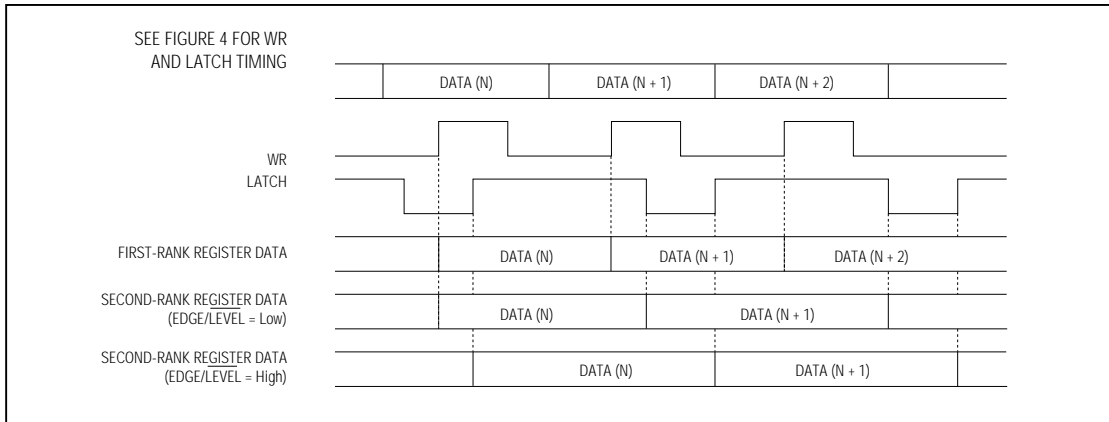 SEE FIGURE 4 FOR WR
AND LATCH TIMING
DATA (N)
DATA (N + 1)
DATA (N + 2)
WR
LATCH
FIRST-RANK REGISTER DATA
DATA (N)
DATA (N + 1)
DATA (N + 2)
SECOND-RANK REGISTER DATA
(EDGE/LEVEL = Low)
DATA (N)
DATA (N + 1)
SECOND-RANK REGISTER DATA
(EDGE/LEVEL = High)
DATA (N)
DATA (N + 1)